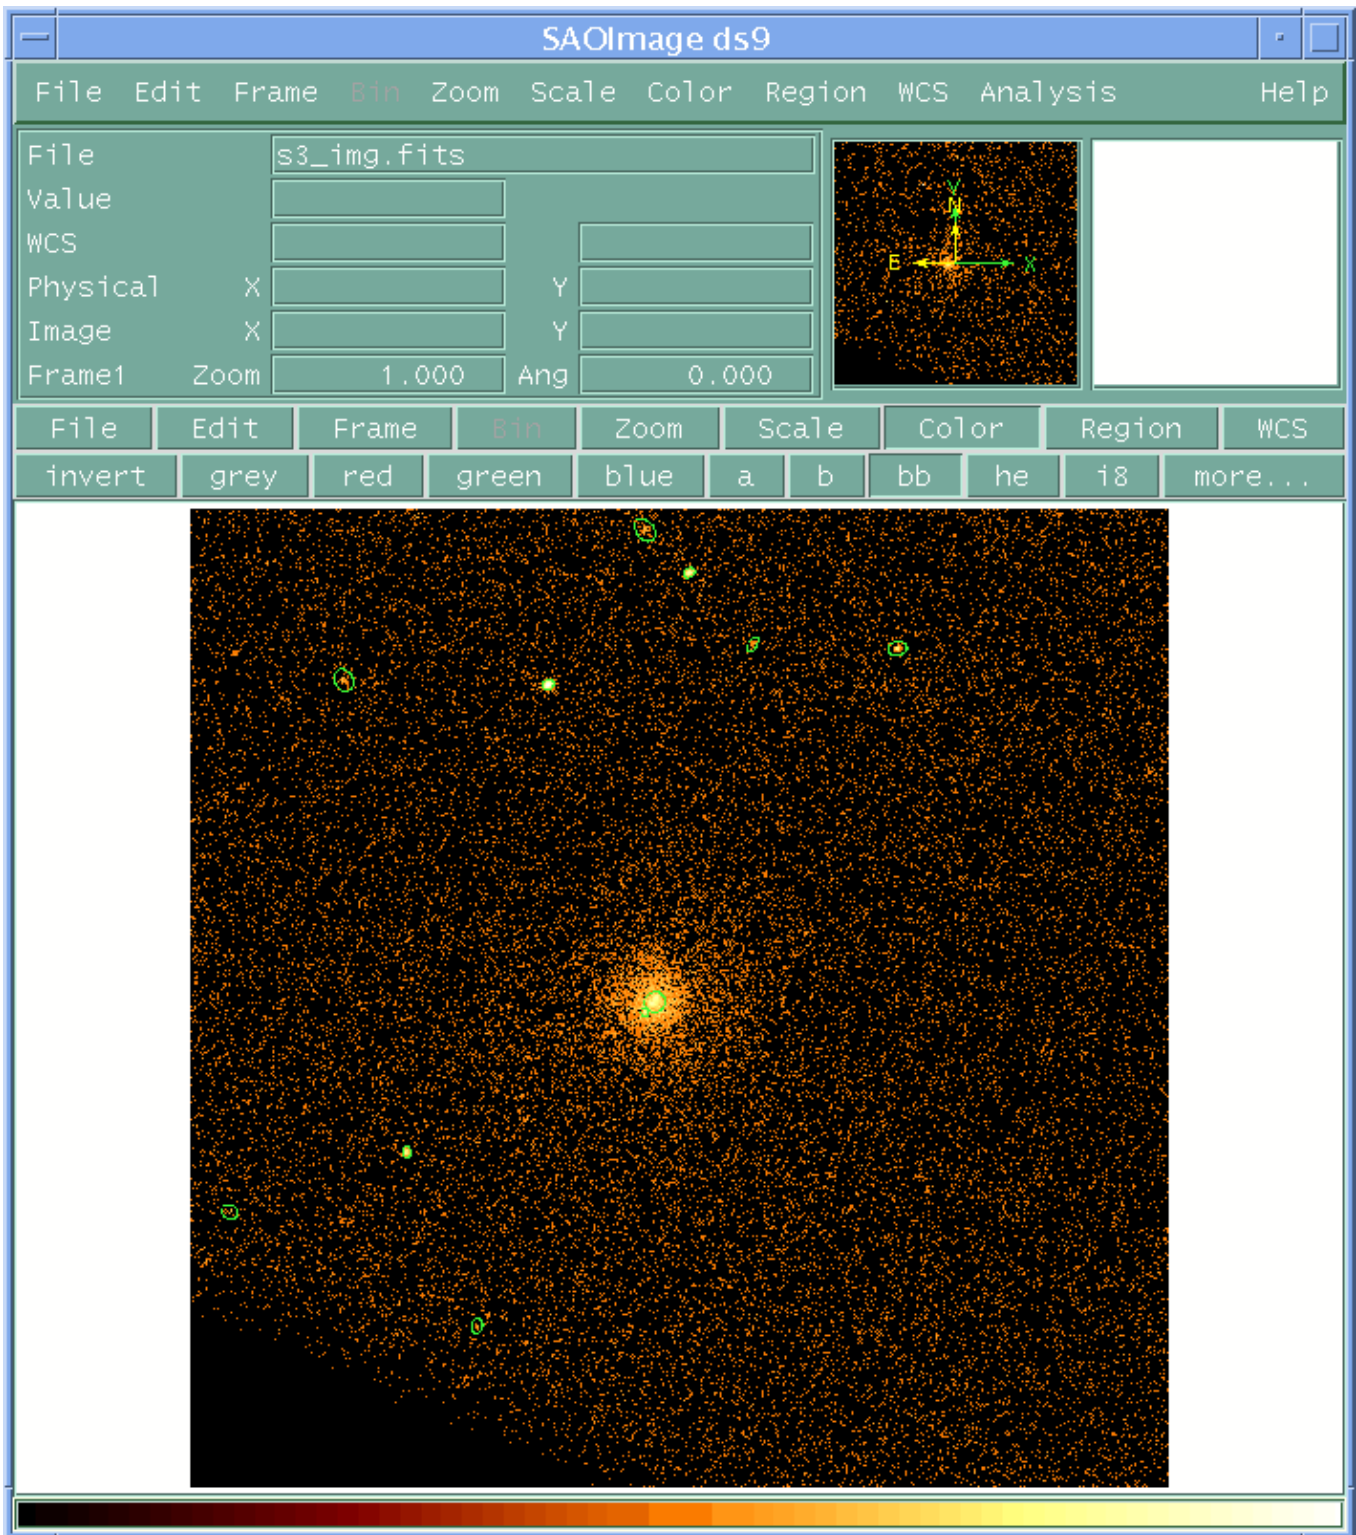 SAOImage ds9
File Edit Frame Bin Zoom Scale Color Region WCS Analysis Help
File s3_img.fits
Value
WCS
Physical X Y
Image X Y
Frame1 Zoom 1.000 Ang 0.000
Y
N
E X
File Edit Frame Bin Zoom Scale Color Region WCS
invert grey red green blue a b bb he i8 more...